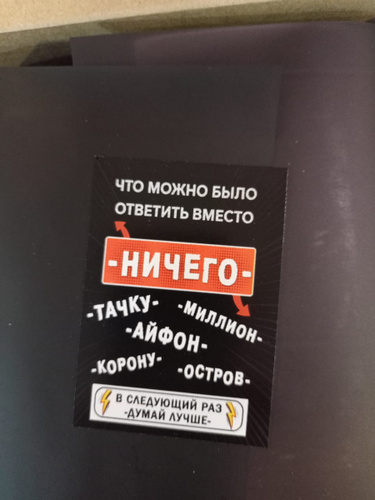 ЧТО МОЖНО БЫЛО
ОТВЕТИТЬ ВМЕСТО
-НИЧЕГО-
-ТАЧКУ- -МИЛЛИОН-
-АЙФОН-
-КОРОНУ- -ОСТРОВ-
В СЛЕДУЮЩИЙ РАЗ
-ДУМАЙ ЛУЧШЕ-